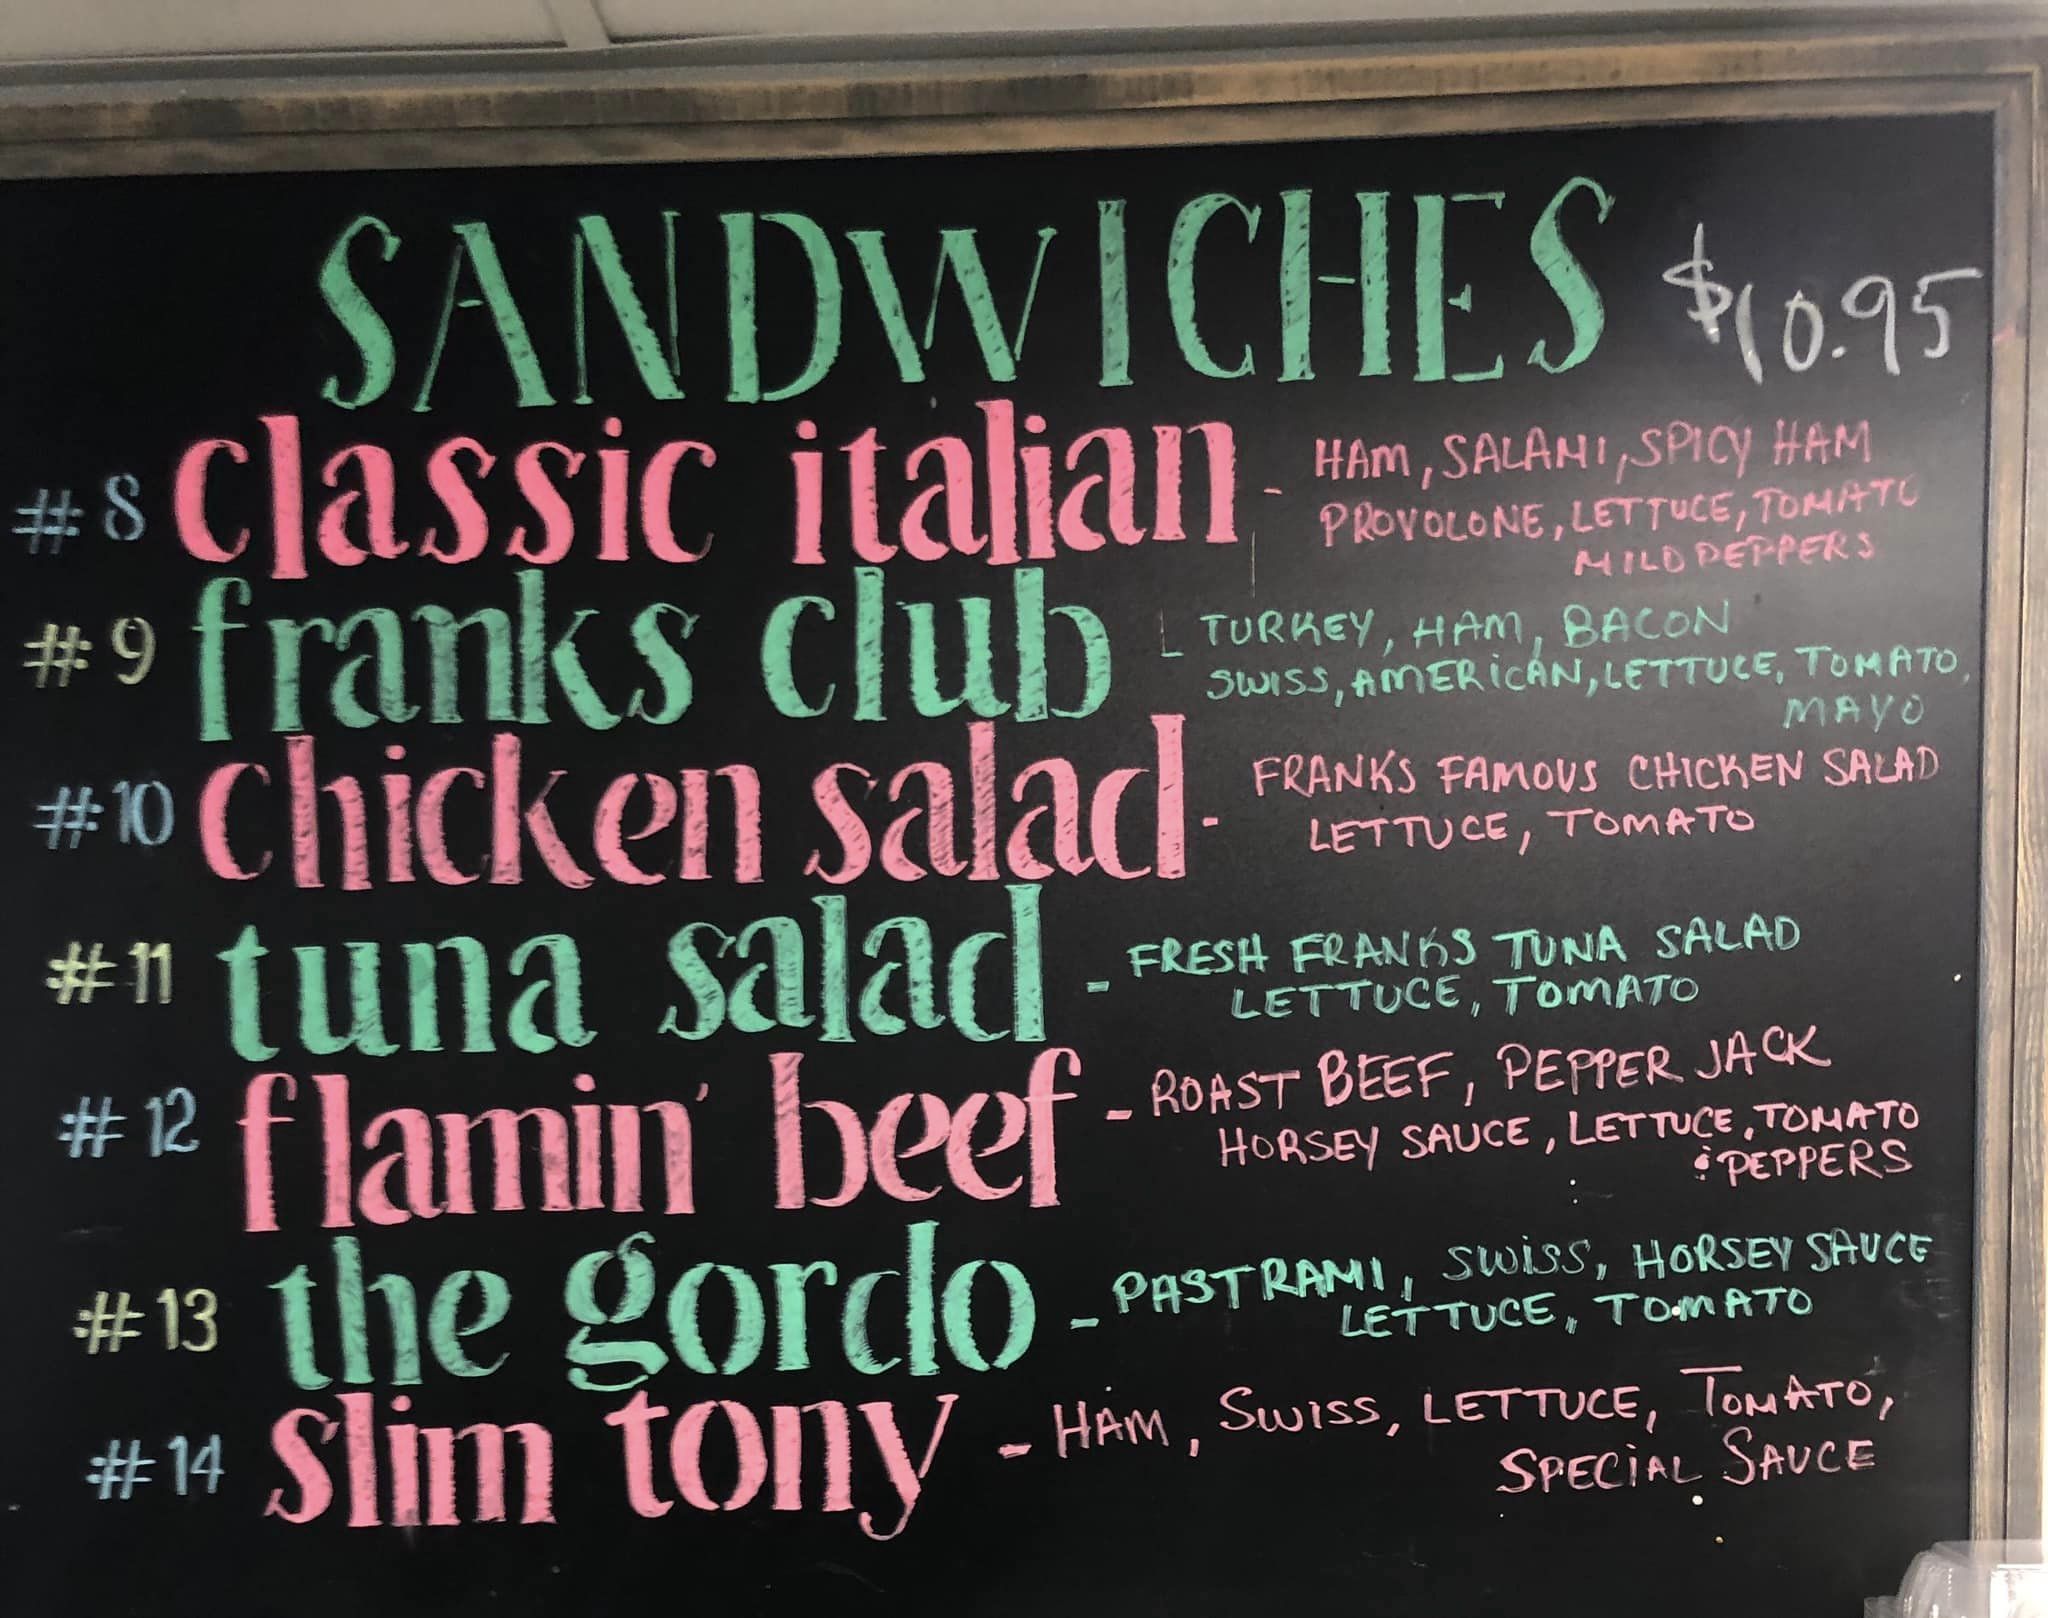 SANDWICHES $10.95
#8 classic italian - HAM, SALAMI, SPICY HAM
PROVOLONE, LETTUCE, TOMATO
MILD PEPPERS
#9 franks club - TURKEY, HAM, BACON
SWISS, AMERICAN, LETTUCE, TOMATO,
MAYO
#10 chicken salad - FRANKS FAMOUS CHICKEN SALAD
LETTUCE, TOMATO
#11 tuna salad - FRESH FRANKS TUNA SALAD
LETTUCE, TOMATO
#12 flamin' beef - ROAST BEEF, PEPPER JACK
HORSEY SAUCE, LETTUCE, TOMATO
& PEPPERS
#13 the gordo - PASTRAMI, SWISS, HORSEY SAUCE
LETTUCE, TOMATO
#14 slim tony - HAM, SWISS, LETTUCE, TOMATO,
SPECIAL SAUCE